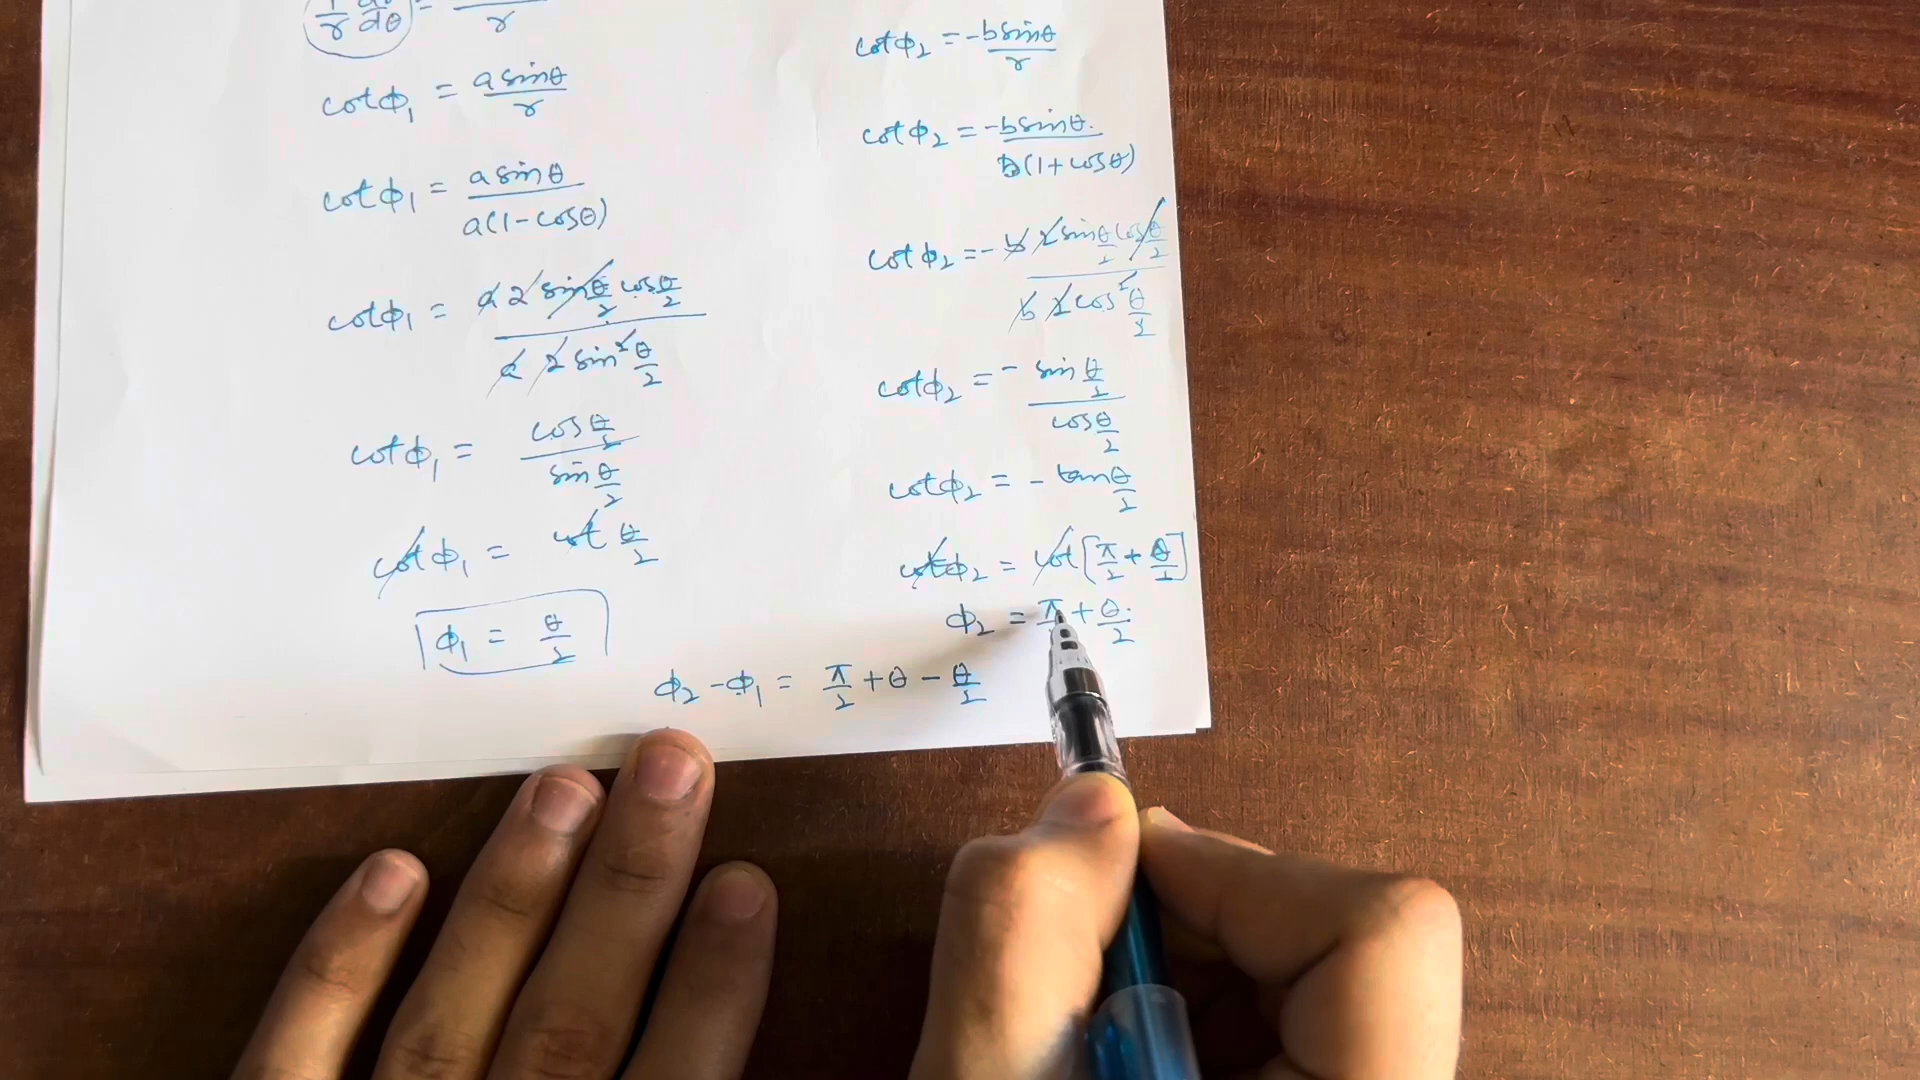 1/r dr/dθ = /r
cotφ₁ = a sinθ/r
cotφ₁ = a sinθ/a(1-cosθ)
cotφ₁ = a 2 sin θ/2 cos θ/2 / a 2 sin² θ/2
cotφ₁ = cos θ/2 / sin θ/2
cotφ₁ = cot θ/2
φ₁ = θ/2
cotφ₂ = -b sinθ/r
cotφ₂ = -b sinθ./b(1+cosθ)
cotφ₂ = - b 2 sin θ/2 cos θ/2 / b 2 cos² θ/2
cotφ₂ = - sin θ/2 / cos θ/2
cotφ₂ = - tan θ/2
cotφ₂ = cot[π/2 + θ/2]
φ₂ = π + θ/2
φ₂ - φ₁ = π/2 + θ - θ/2